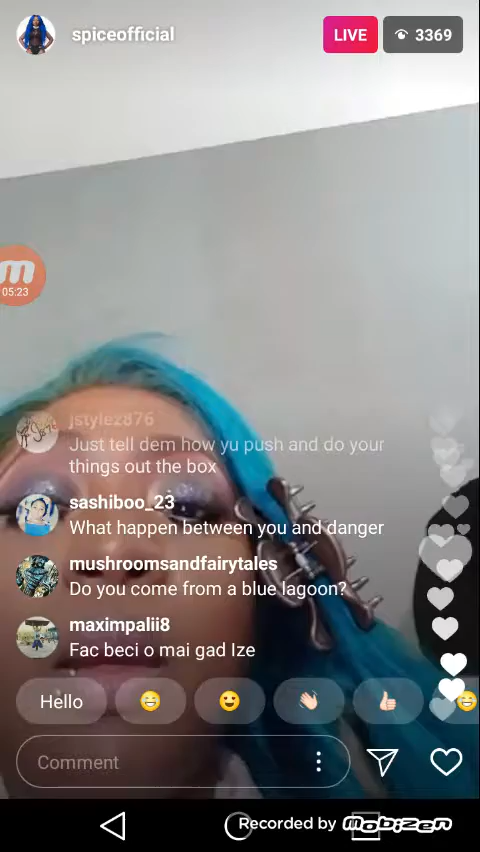 spiceofficial
LIVE
3369
05:23
jstylez876
Just tell dem how yu push and do your
things out the box
sashiboo_23
What happen between you and danger
mushroomsandfairytales
Do you come from a blue lagoon?
maximpalii8
Fac beci o mai gad Ize
Hello
Comment
Recorded by Mobizen